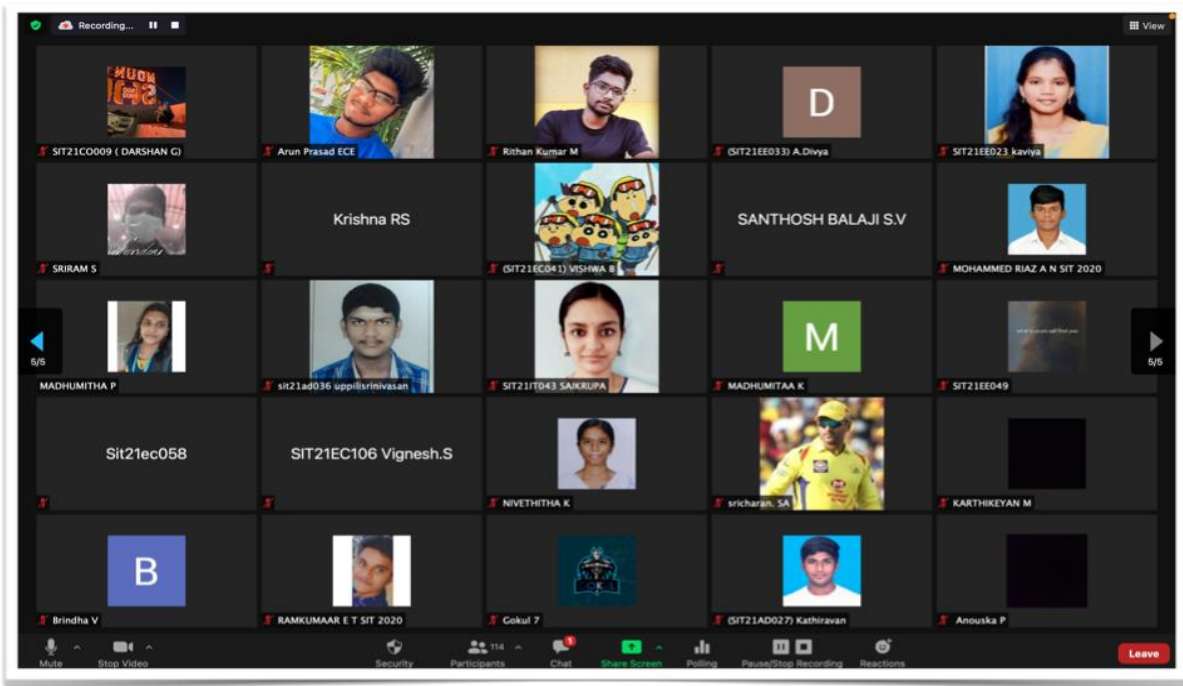 Recording...
View
SIT21CO009 ( DARSHAN G)
Arun Prasad ECE
Rithan Kumar M
D
(SIT21EE033) A.Divya
SIT21EE023 kaviya
SRIRAM S
Krishna RS
(SIT21EC041) VISHWA B
SANTHOSH BALAJI S.V
MOHAMMED RIAZ A N SIT 2020
5/5
MADHUMITHA P
sit21ad036 uppilisrinivasan
SIT21IT043 SAIKRUPA
M
MADHUMITAA K
SIT21EE049
5/5
Sit21ec058
SIT21EC106 Vignesh.S
NIVETHITHA K
sricharan. SA
KARTHIKEYAN M
B
Brindha V
RAMKUMAAR E T SIT 2020
Gokul 7
(SIT21AD027) Kathiravan
Anouska P
Mute
Stop Video
Security
Participants
114
Chat
1
Share Screen
Polling
Pause/Stop Recording
Reactions
Leave